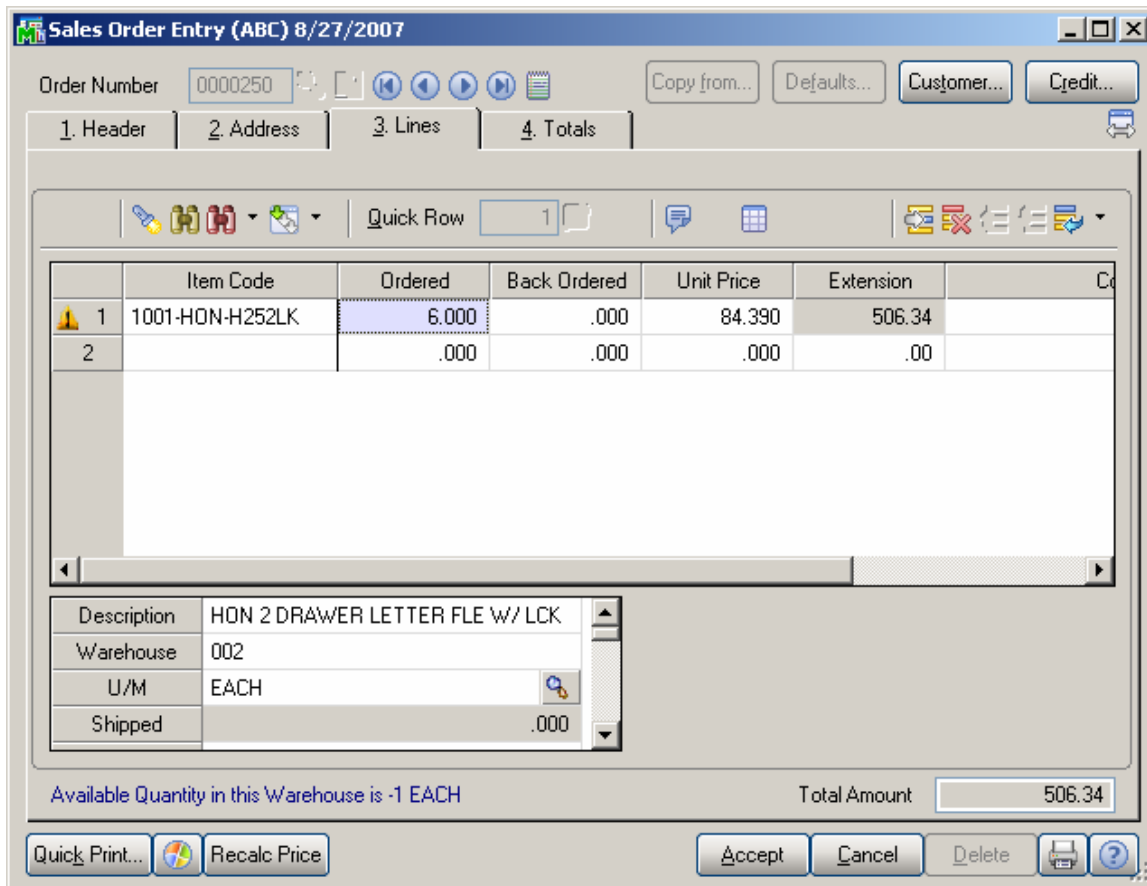 Sales Order Entry (ABC) 8/27/2007
Order Number 0000250 Copy from... Defaults... Customer... Credit...
1. Header 2. Address 3. Lines 4. Totals
Quick Row 1
Item Code Ordered Back Ordered Unit Price Extension Co
1 1001-HON-H252LK 6.000 .000 84.390 506.34
2 .000 .000 .000 .00
Description HON 2 DRAWER LETTER FLE W/ LCK
Warehouse 002
U/M EACH
Shipped .000
Available Quantity in this Warehouse is -1 EACH Total Amount 506.34
Quick Print... Recalc Price Accept Cancel Delete